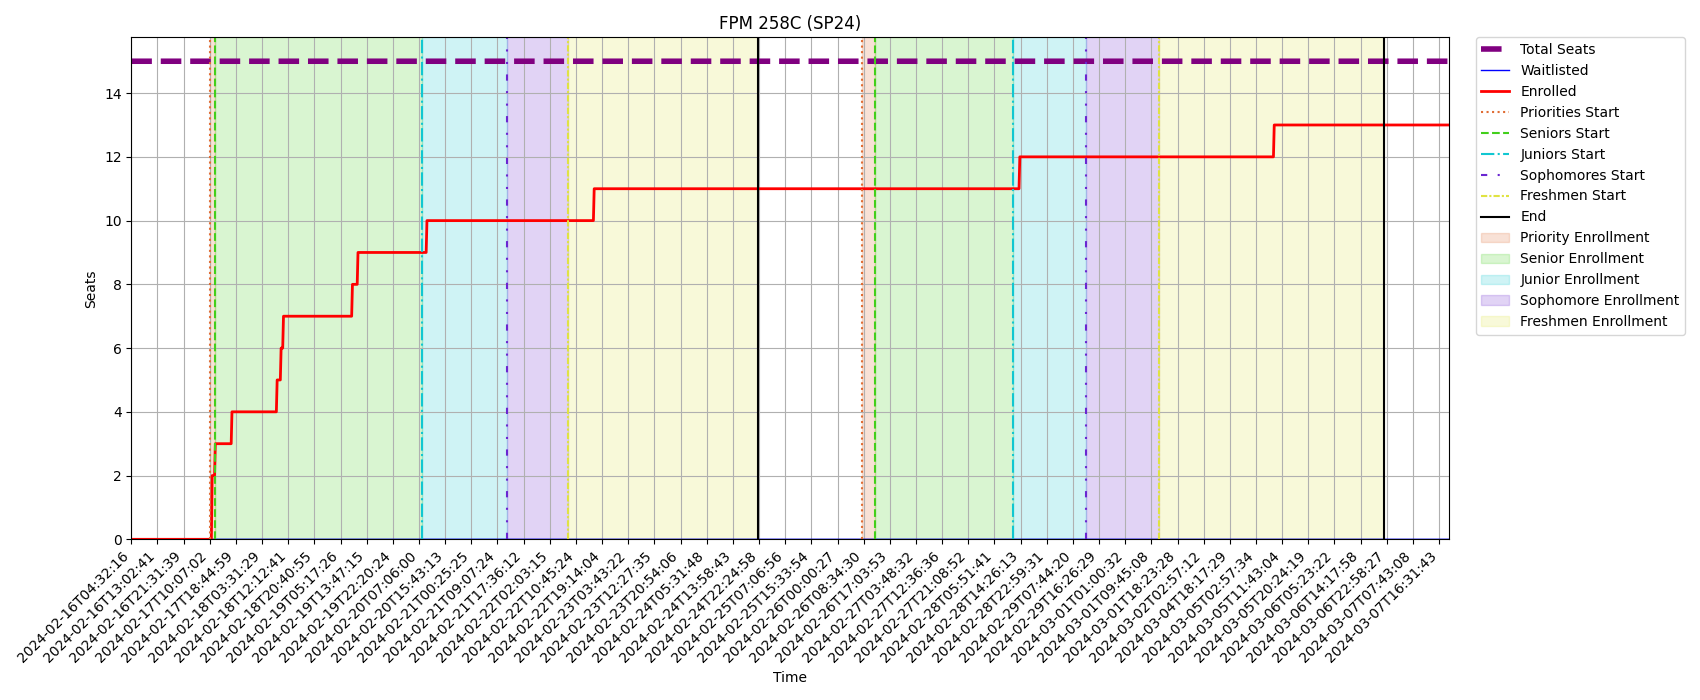 FPM 258C (SP24)
Total Seats
Waitlisted
Enrolled
Priorities Start
Seniors Start
Juniors Start
Sophomores Start
Freshmen Start
End
Priority Enrollment
Senior Enrollment
Junior Enrollment
Sophomore Enrollment
Freshmen Enrollment
Seats
14
12
10
8
6
4
2
0
2024-02-16T04:32:16
2024-02-16T13:02:41
2024-02-16T21:31:39
2024-02-17T10:07:02
2024-02-17T18:44:59
2024-02-18T03:31:29
2024-02-18T12:12:41
2024-02-18T20:40:55
2024-02-19T05:17:26
2024-02-19T13:47:15
2024-02-19T22:20:24
2024-02-20T07:06:00
2024-02-20T15:43:13
2024-02-21T00:25:25
2024-02-21T09:07:24
2024-02-21T17:36:12
2024-02-22T02:03:15
2024-02-22T10:45:24
2024-02-22T19:14:04
2024-02-23T03:43:22
2024-02-23T12:27:35
2024-02-23T20:54:06
2024-02-24T05:31:48
2024-02-24T13:58:43
2024-02-24T22:24:58
2024-02-25T07:06:56
2024-02-25T15:33:54
2024-02-26T00:00:27
2024-02-26T08:34:30
2024-02-26T17:03:53
2024-02-27T03:48:32
2024-02-27T12:36:36
2024-02-27T21:08:52
2024-02-28T05:51:41
2024-02-28T14:26:13
2024-02-28T22:59:31
2024-02-29T07:44:20
2024-02-29T16:26:29
2024-03-01T01:00:32
2024-03-01T09:45:08
2024-03-01T18:23:28
2024-03-02T02:57:12
2024-03-04T18:17:29
2024-03-05T02:57:34
2024-03-05T11:43:04
2024-03-05T20:24:19
2024-03-06T05:23:22
2024-03-06T14:17:58
2024-03-06T22:58:27
2024-03-07T07:43:08
2024-03-07T16:31:43
Time